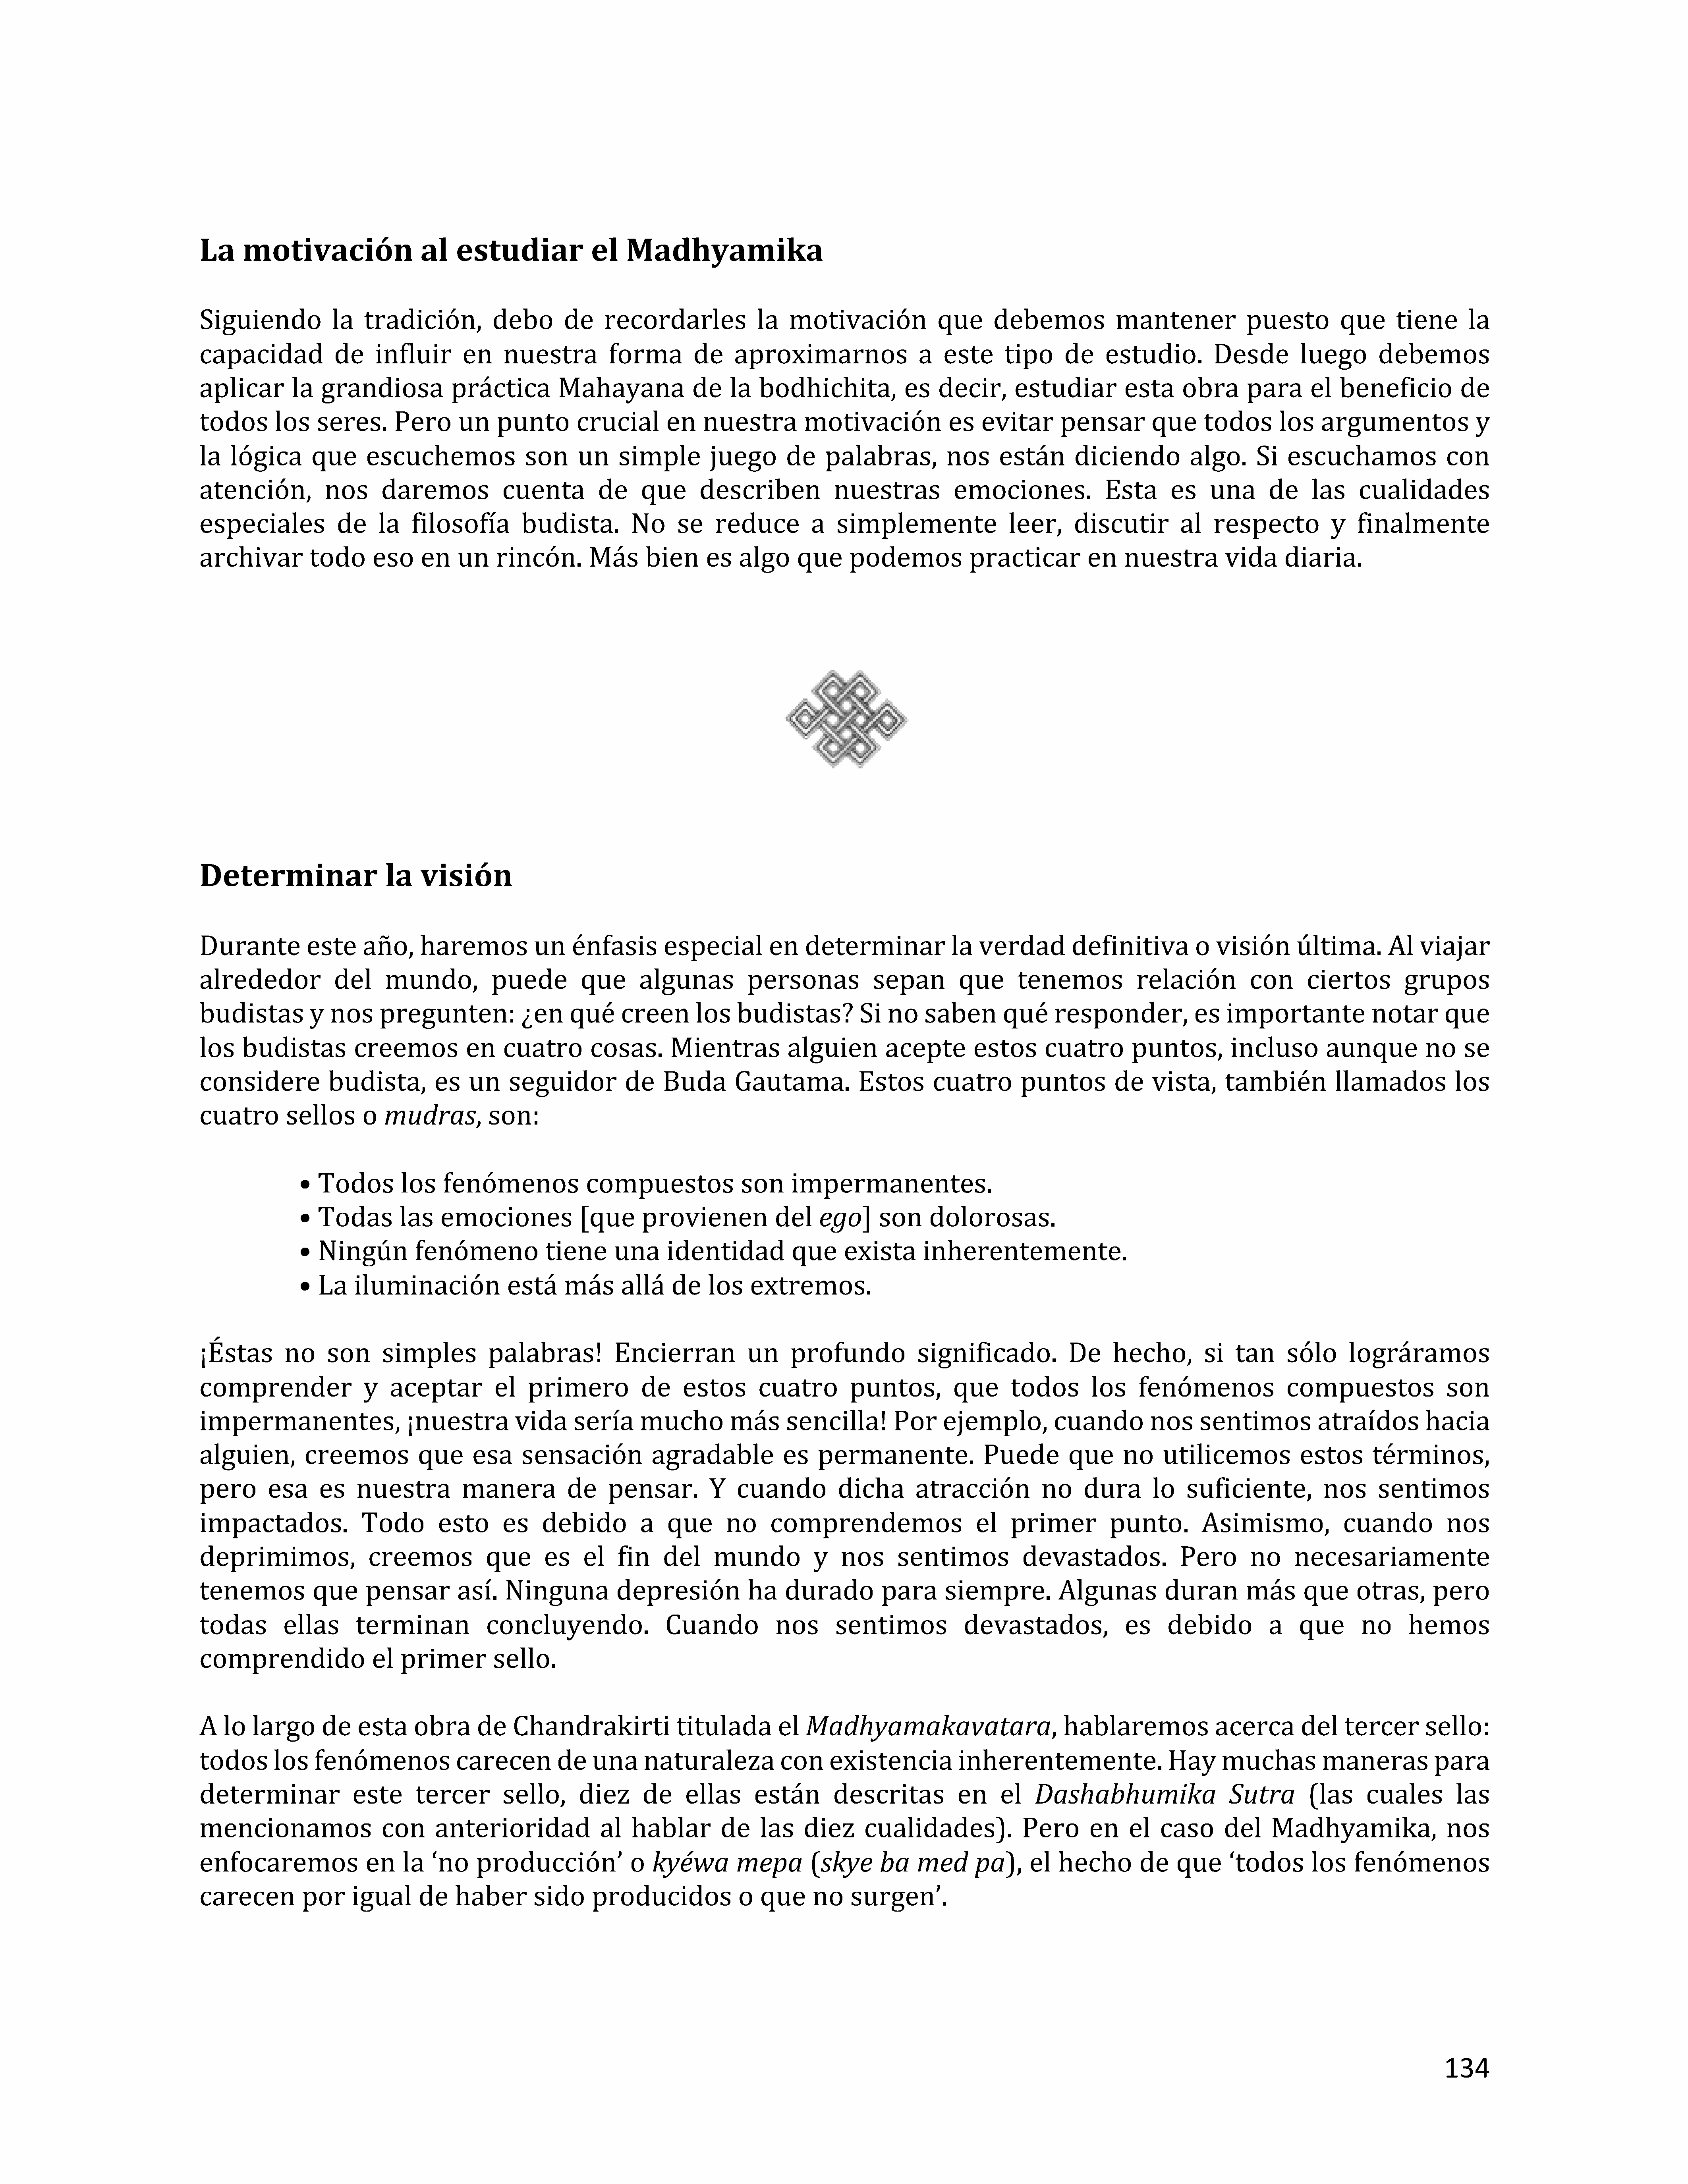 La motivación al estudiar el Madhyamika
Siguiendo la tradición, debo de recordarles la motivación que debemos mantener puesto que tiene la
capacidad de influir en nuestra forma de aproximarnos a este tipo de estudio. Desde luego debemos
aplicar la grandiosa práctica Mahayana de la bodhichita, es decir, estudiar esta obra para el beneficio de
todos los seres. Pero un punto crucial en nuestra motivación es evitar pensar que todos los argumentos y
la lógica que escuchemos son un simple juego de palabras, nos están diciendo algo. Si escuchamos con
atención, nos daremos cuenta de que describen nuestras emociones. Esta es una de las cualidades
especiales de la filosofía budista. No se reduce a simplemente leer, discutir al respecto y finalmente
archivar todo eso en un rincón. Más bien es algo que podemos practicar en nuestra vida diaria.
Determinar la visión
Durante este año, haremos un énfasis especial en determinar la verdad definitiva o visión última. Al viajar
alrededor del mundo, puede que algunas personas sepan que tenemos relación con ciertos grupos
budistas y nos pregunten: ¿en qué creen los budistas? Si no saben qué responder, es importante notar que
los budistas creemos en cuatro cosas. Mientras alguien acepte estos cuatro puntos, incluso aunque no se
considere budista, es un seguidor de Buda Gautama. Estos cuatro puntos de vista, también llamados los
cuatro sellos o mudras, son:
• Todos los fenómenos compuestos son impermanentes.
• Todas las emociones [que provienen del ego] son dolorosas.
• Ningún fenómeno tiene una identidad que exista inherentemente.
• La iluminación está más allá de los extremos.
¡Éstas no son simples palabras! Encierran un profundo significado. De hecho, si tan sólo lográramos
comprender y aceptar el primero de estos cuatro puntos, que todos los fenómenos compuestos son
impermanentes, ¡nuestra vida sería mucho más sencilla! Por ejemplo, cuando nos sentimos atraídos hacia
alguien, creemos que esa sensación agradable es permanente. Puede que no utilicemos estos términos,
pero esa es nuestra manera de pensar. Y cuando dicha atracción no dura lo suficiente, nos sentimos
impactados. Todo esto es debido a que no comprendemos el primer punto. Asimismo, cuando nos
deprimimos, creemos que es el fin del mundo y nos sentimos devastados. Pero no necesariamente
tenemos que pensar así. Ninguna depresión ha durado para siempre. Algunas duran más que otras, pero
todas ellas terminan concluyendo. Cuando nos sentimos devastados, es debido a que no hemos
comprendido el primer sello.
A lo largo de esta obra de Chandrakirti titulada el Madhyamakavatara, hablaremos acerca del tercer sello:
todos los fenómenos carecen de una naturaleza con existencia inherentemente. Hay muchas maneras para
determinar este tercer sello, diez de ellas están descritas en el Dashabhumika Sutra (las cuales las
mencionamos con anterioridad al hablar de las diez cualidades). Pero en el caso del Madhyamika, nos
enfocaremos en la ‘no producción’ o kyéwa mepa (skye ba med pa), el hecho de que ‘todos los fenómenos
carecen por igual de haber sido producidos o que no surgen’.
134